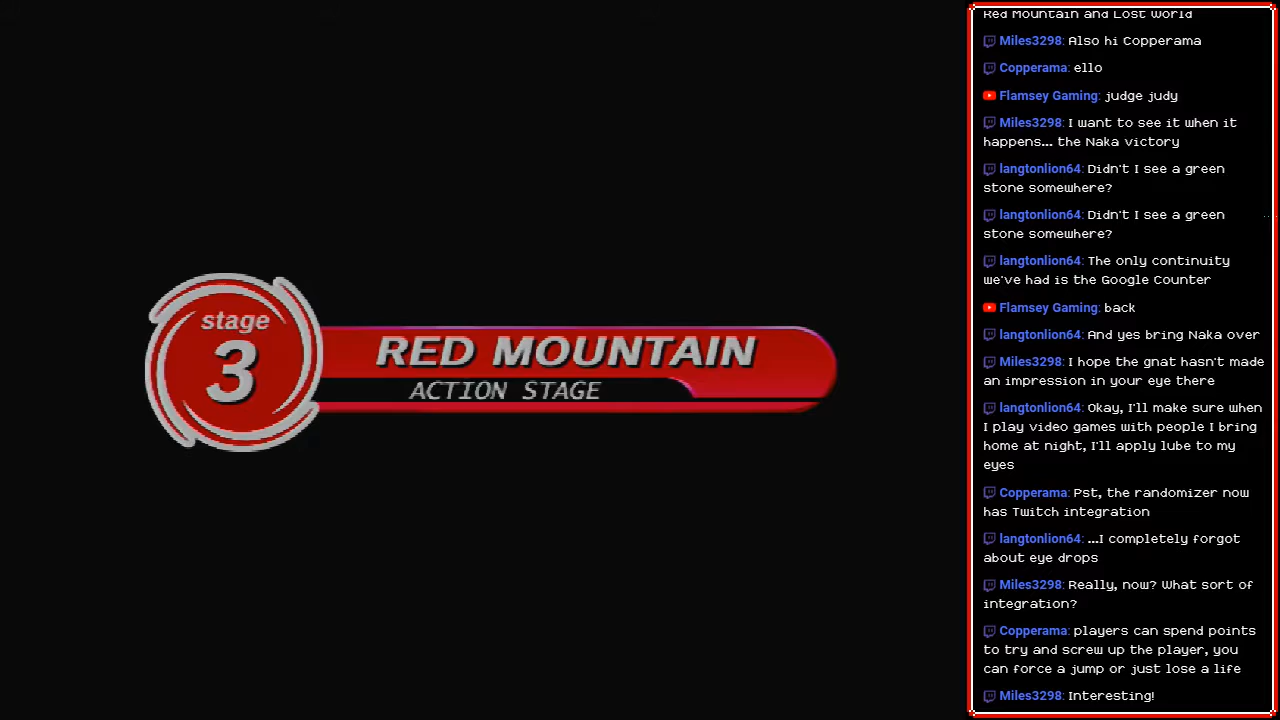 stage
3
RED MOUNTAIN
ACTION STAGE
Red Mountain and Lost World
Miles3298: Also hi Copperama
Copperama: ello
Flamsey Gaming: judge judy
Miles3298: I want to see it when it
happens... the Naka victory
langtonlion64: Didn't I see a green
stone somewhere?
langtonlion64: Didn't I see a green
stone somewhere?
langtonlion64: The only continuity
we've had is the Google Counter
Flamsey Gaming: back
langtonlion64: And yes bring Naka over
Miles3298: I hope the gnat hasn't made
an impression in your eye there
langtonlion64: Okay, I'll make sure when
I play video games with people I bring
home at night, I'll apply lube to my
eyes
Copperama: Pst, the randomizer now
has Twitch integration
langtonlion64: ...I completely forgot
about eye drops
Miles3298: Really, now? What sort of
integration?
Copperama: players can spend points
to try and screw up the player, you
can force a jump or just lose a life
Miles3298: Interesting!